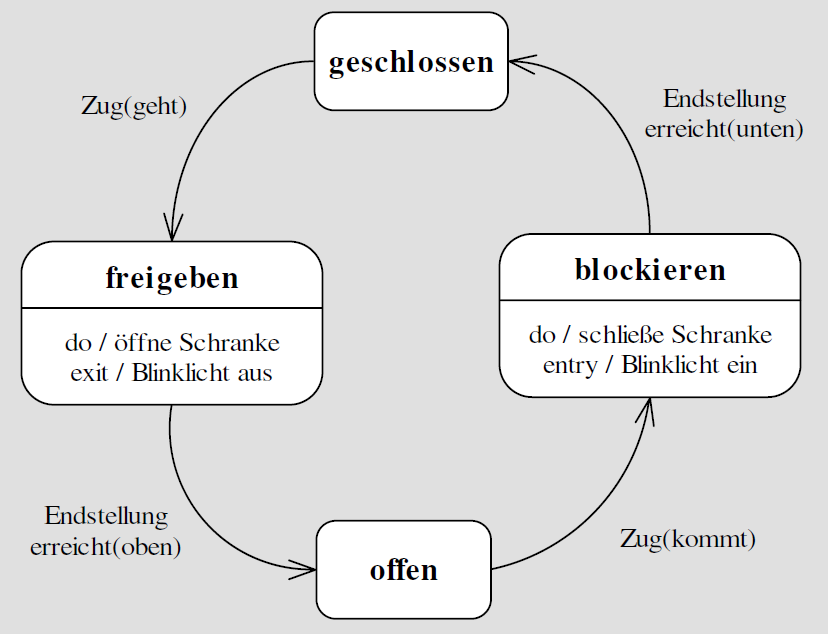 geschlossen
Zug(geht)
Endstellung
erreicht(unten)
freigeben
do / öffne Schranke
exit / Blinklicht aus
blockieren
do / schließe Schranke
entry / Blinklicht ein
Endstellung
erreicht(oben)
offen
Zug(kommt)